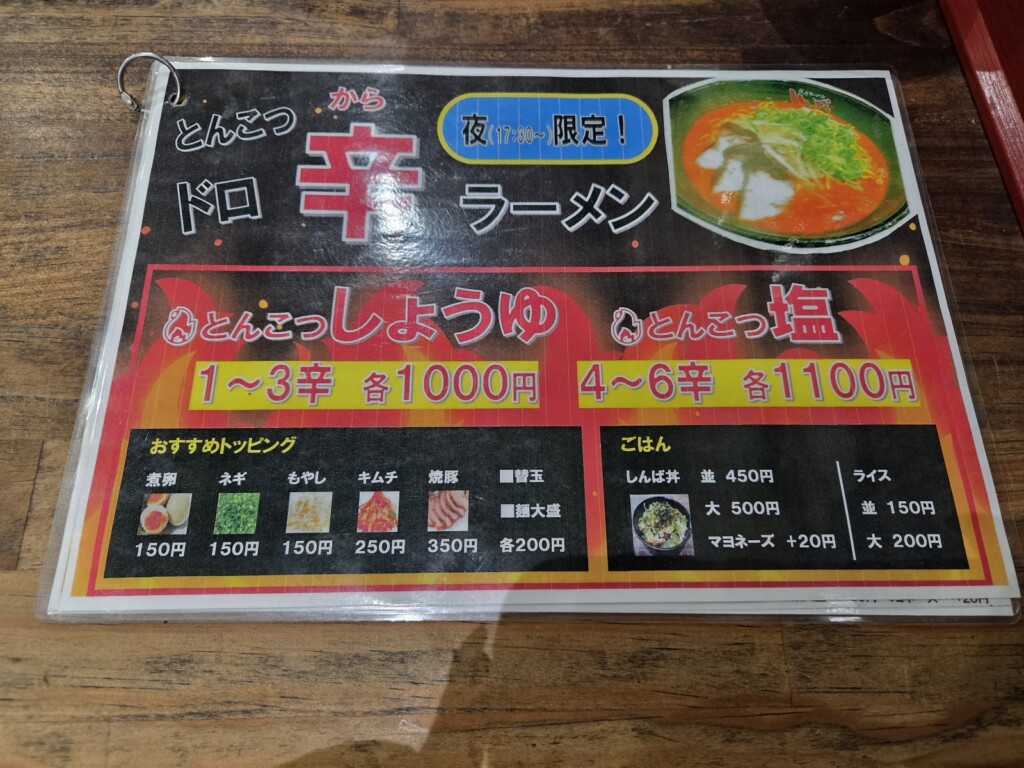 とんこつ
ドロ
から
辛
ラーメン
夜(17:30～)限定！
とんこつしょうゆ
1～3辛 各1000円
とんこつ塩
4～6辛 各1100円
おすすめトッピング
煮卵 ネギ もやし キムチ 焼豚 ■替玉
■麺大盛
150円 150円 150円 250円 350円 各200円
ごはん
しんば丼 並 450円
大 500円
マヨネーズ +20円
ライス
並 150円
大 200円